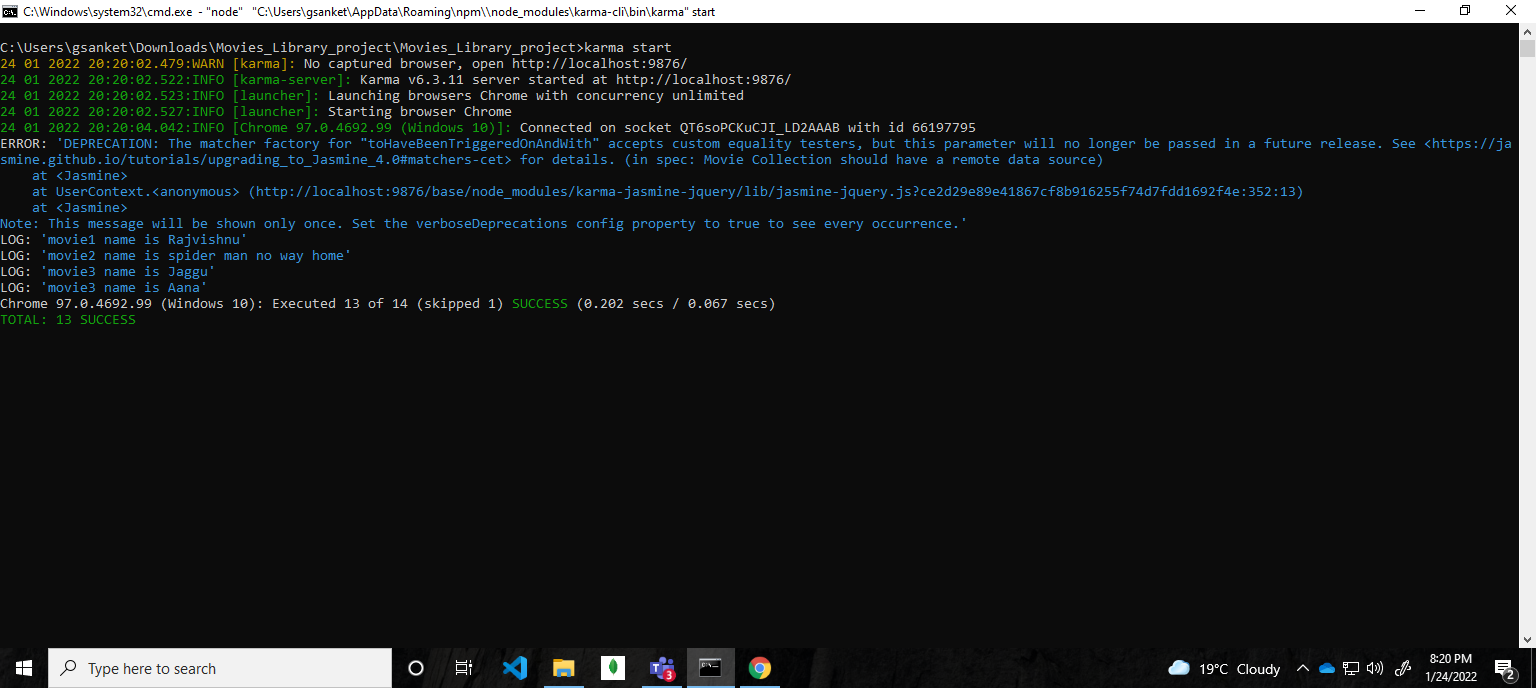 C:\Windows\system32\cmd.exe - "node" "C:\Users\gsanket\AppData\Roaming\npm\\node_modules\karma-cli\bin\karma" start
C:\Users\gsanket\Downloads\Movies_Library_project\Movies_Library_project>karma start
24 01 2022 20:20:02.479:WARN [karma]: No captured browser, open http://localhost:9876/
24 01 2022 20:20:02.522:INFO [karma-server]: Karma v6.3.11 server started at http://localhost:9876/
24 01 2022 20:20:02.523:INFO [launcher]: Launching browsers Chrome with concurrency unlimited
24 01 2022 20:20:02.527:INFO [launcher]: Starting browser Chrome
24 01 2022 20:20:04.042:INFO [Chrome 97.0.4692.99 (Windows 10)]: Connected on socket QT6soPCKuCJI_LD2AAAB with id 66197795
ERROR: 'DEPRECATION: The matcher factory for "toHaveBeenTriggeredOnAndWith" accepts custom equality testers, but this parameter will no longer be passed in a future release. See <https://ja
smine.github.io/tutorials/upgrading_to_Jasmine_4.0#matchers-cet> for details. (in spec: Movie Collection should have a remote data source)
at <Jasmine>
at UserContext.<anonymous> (http://localhost:9876/base/node_modules/karma-jasmine-jquery/lib/jasmine-jquery.js?ce2d29e89e41867cf8b916255f74d7fdd1692f4e:352:13)
at <Jasmine>
Note: This message will be shown only once. Set the verboseDeprecations config property to true to see every occurrence.'
LOG: 'movie1 name is Rajvishnu'
LOG: 'movie2 name is spider man no way home'
LOG: 'movie3 name is Jaggu'
LOG: 'movie3 name is Aana'
Chrome 97.0.4692.99 (Windows 10): Executed 13 of 14 (skipped 1) SUCCESS (0.202 secs / 0.067 secs)
TOTAL: 13 SUCCESS
Type here to search
3
19°C Cloudy
8:20 PM
1/24/2022
2